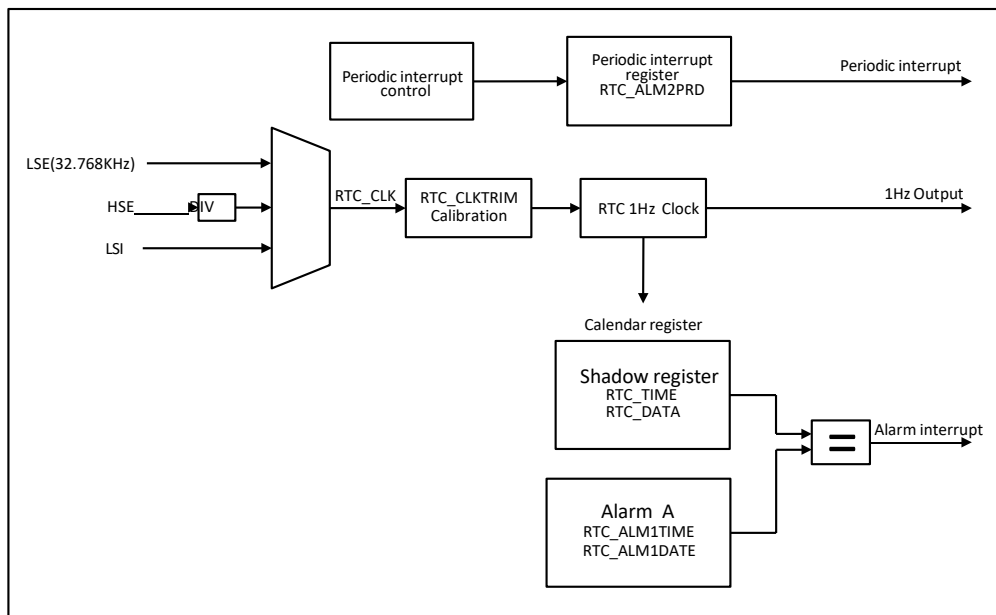 Periodic interrupt
control
Periodic interrupt
register
RTC_ALM2PRD
Periodic interrupt
LSE(32.768KHz)
HSE
DIV
LSI
RTC_CLK
RTC_CLKTRIM
Calibration
RTC 1Hz Clock
1Hz Output
Calendar register
Shadow register
RTC_TIME
RTC_DATA
=
Alarm interrupt
Alarm A
RTC_ALM1TIME
RTC_ALM1DATE